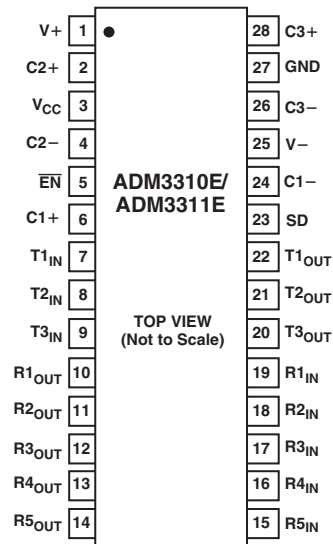 V+ 1 28 C3+
C2+ 2 27 GND
VCC 3 26 C3–
C2– 4 25 V–
EN 5 ADM3310E/ 24 C1–
ADM3311E
C1+ 6 23 SD
T1IN 7 22 T1OUT
T2IN 8 21 T2OUT
TOP VIEW
T3IN 9 (Not to Scale) 20 T3OUT
R1OUT 10 19 R1IN
R2OUT 11 18 R2IN
R3OUT 12 17 R3IN
R4OUT 13 16 R4IN
R5OUT 14 15 R5IN